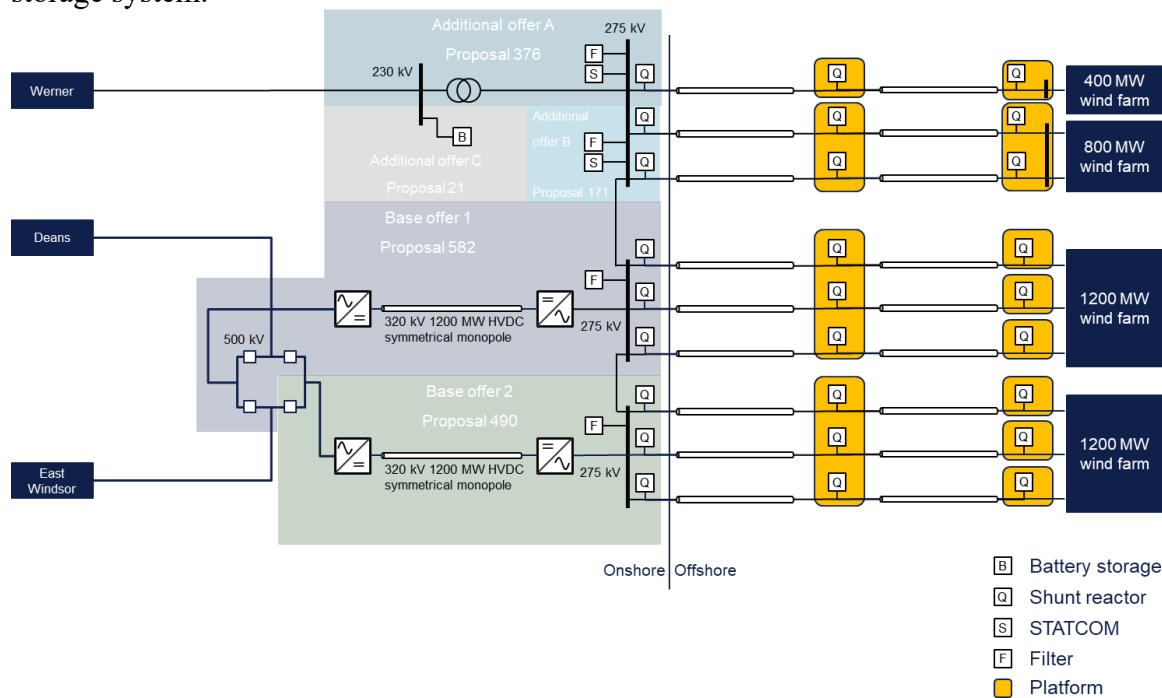 storage system.
Additional offer A
Proposal 376
275 kV
F
S
Q
Q
Q
400 MW
wind farm
230 kV
Werner
B
Additional
offer B
F
S
Q
Q
Q
800 MW
wind farm
Additional offer C
Proposal 21
Proposal 171
Q
Q
Q
Deans
Base offer 1
Proposal 582
F
Q
Q
Q
1200 MW
wind farm
Q
Q
Q
320 kV 1200 MW HVDC
symmetrical monopole
275 kV
500 kV
Q
Q
Q
Base offer 2
Proposal 490
F
Q
Q
Q
1200 MW
wind farm
East
Windsor
Q
Q
Q
320 kV 1200 MW HVDC
symmetrical monopole
275 kV
Q
Q
Q
Onshore
Offshore
B Battery storage
Q Shunt reactor
S STATCOM
F Filter
Platform